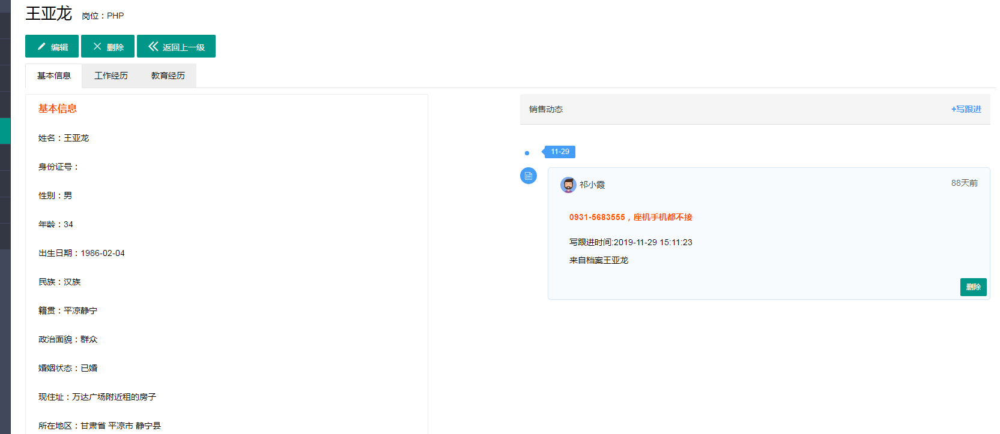 王亚龙 岗位：PHP
编辑 删除 返回上一级
基本信息 工作经历 教育经历
基本信息
姓名：王亚龙
身份证号：
性别：男
年龄：34
出生日期：1986-02-04
民族：汉族
籍贯：平凉静宁
政治面貌：群众
婚姻状态：已婚
现住址：万达广场附近租的房子
所在地区：甘肃省 平凉市 静宁县
销售动态 +写跟进
11-29
祁小霞 88天前
0931-5683555，座机手机都不接
写跟进时间:2019-11-29 15:11:23
来自档案王亚龙
删除